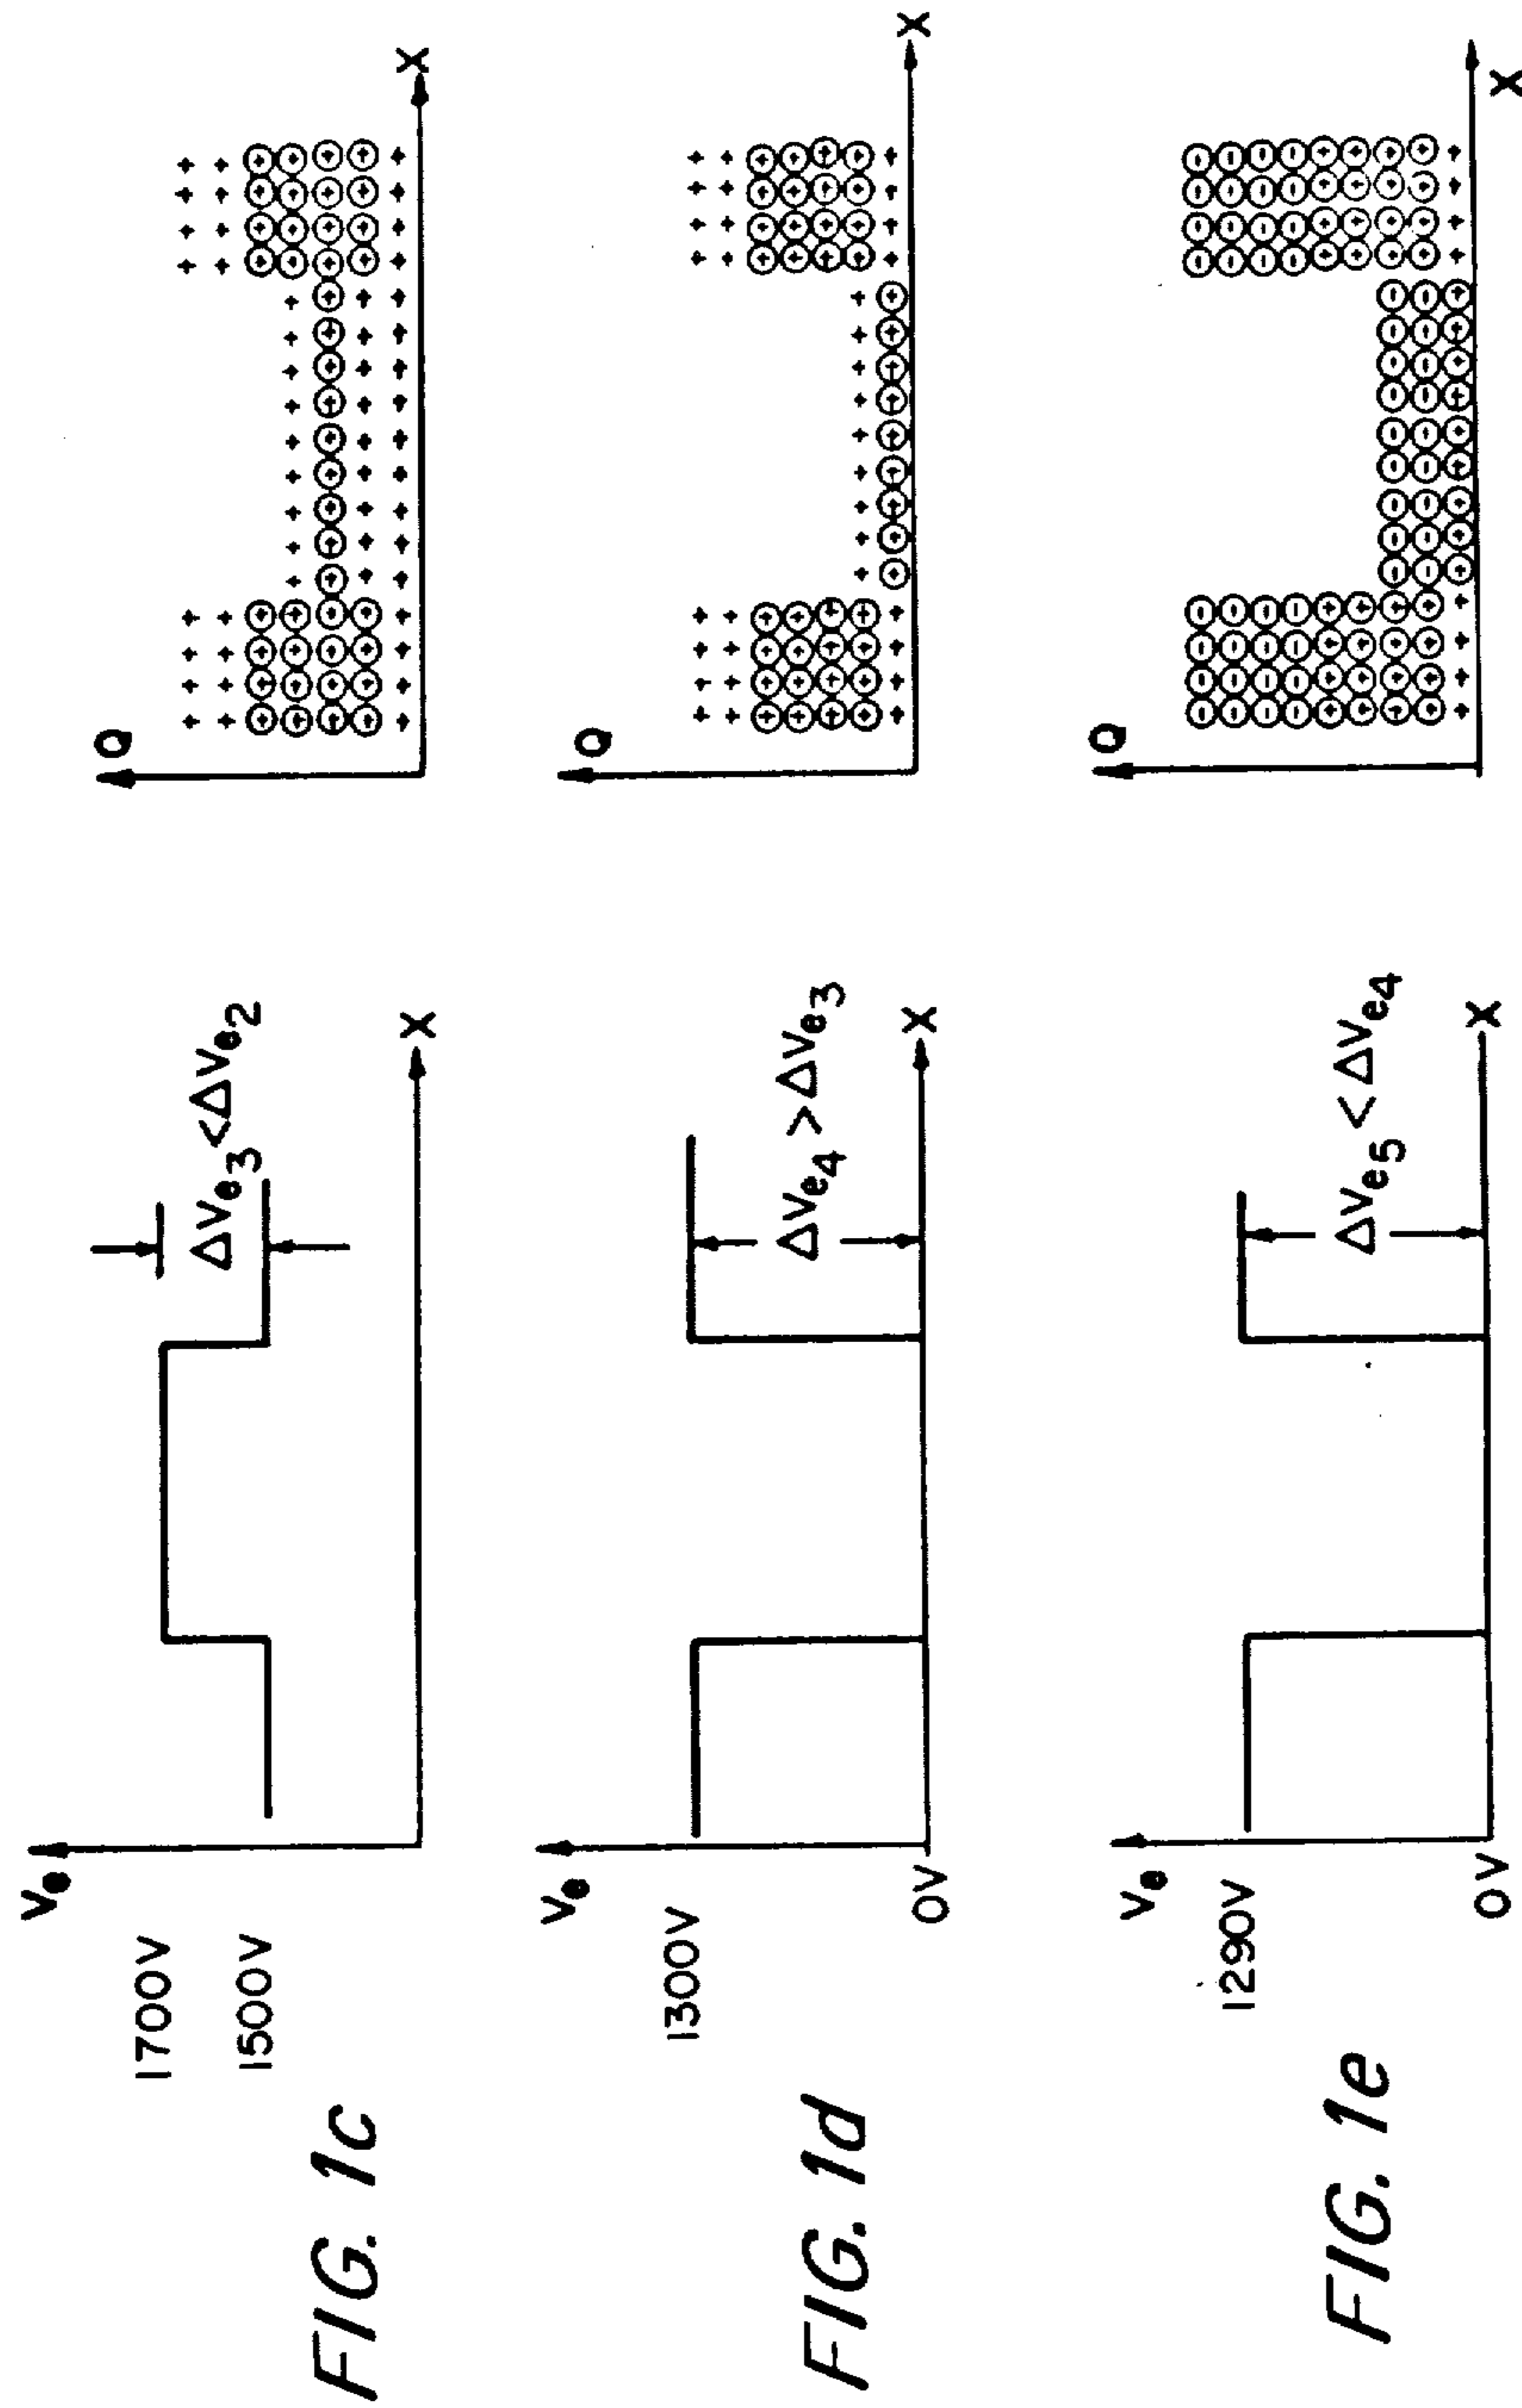 FIG. 1c
Ve
1700V
1500V
ΔVe3 < ΔVe2
X
Q
X
FIG. 1d
Ve
1300V
0V
ΔVe4 > ΔVe3
X
Q
X
FIG. 1e
Ve
1290V
0V
ΔVe5 < ΔVe4
X
Q
X